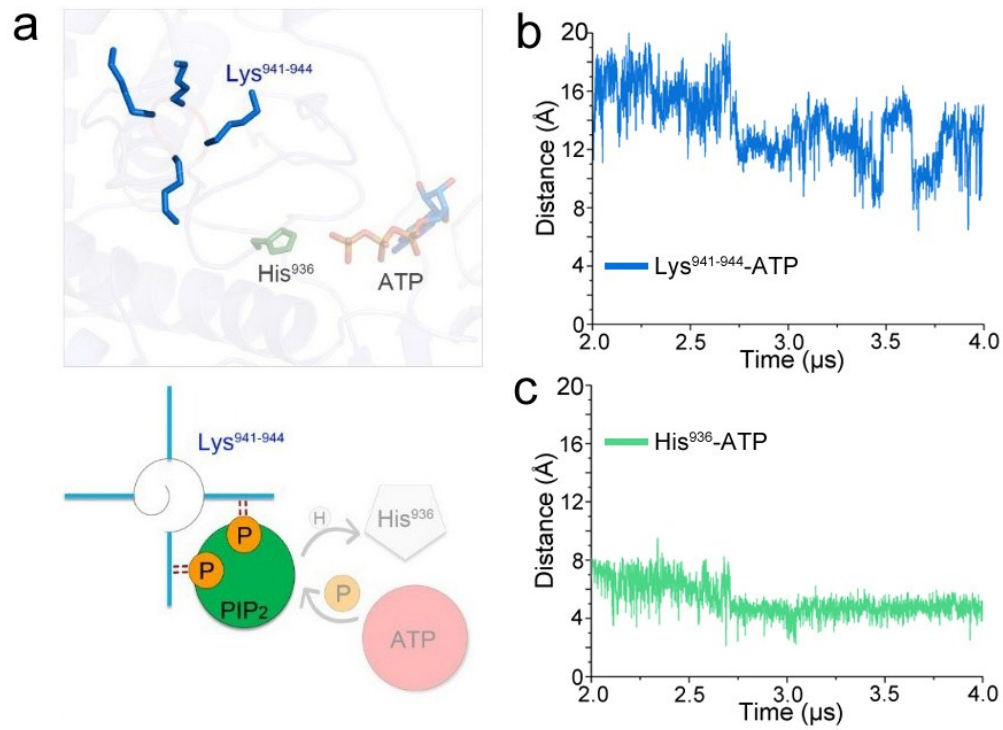 a
Lys⁹⁴¹⁻⁹⁴⁴
His⁹³⁶
ATP
Lys⁹⁴¹⁻⁹⁴⁴
H
His⁹³⁶
P
P
PIP₂
P
ATP
b
20
16
12
8
4
0
Distance (Å)
Lys⁹⁴¹⁻⁹⁴⁴-ATP
2.0 2.5 3.0 3.5 4.0
Time (µs)
c
20
16
12
8
4
0
Distance (Å)
His⁹³⁶-ATP
2.0 2.5 3.0 3.5 4.0
Time (µs)